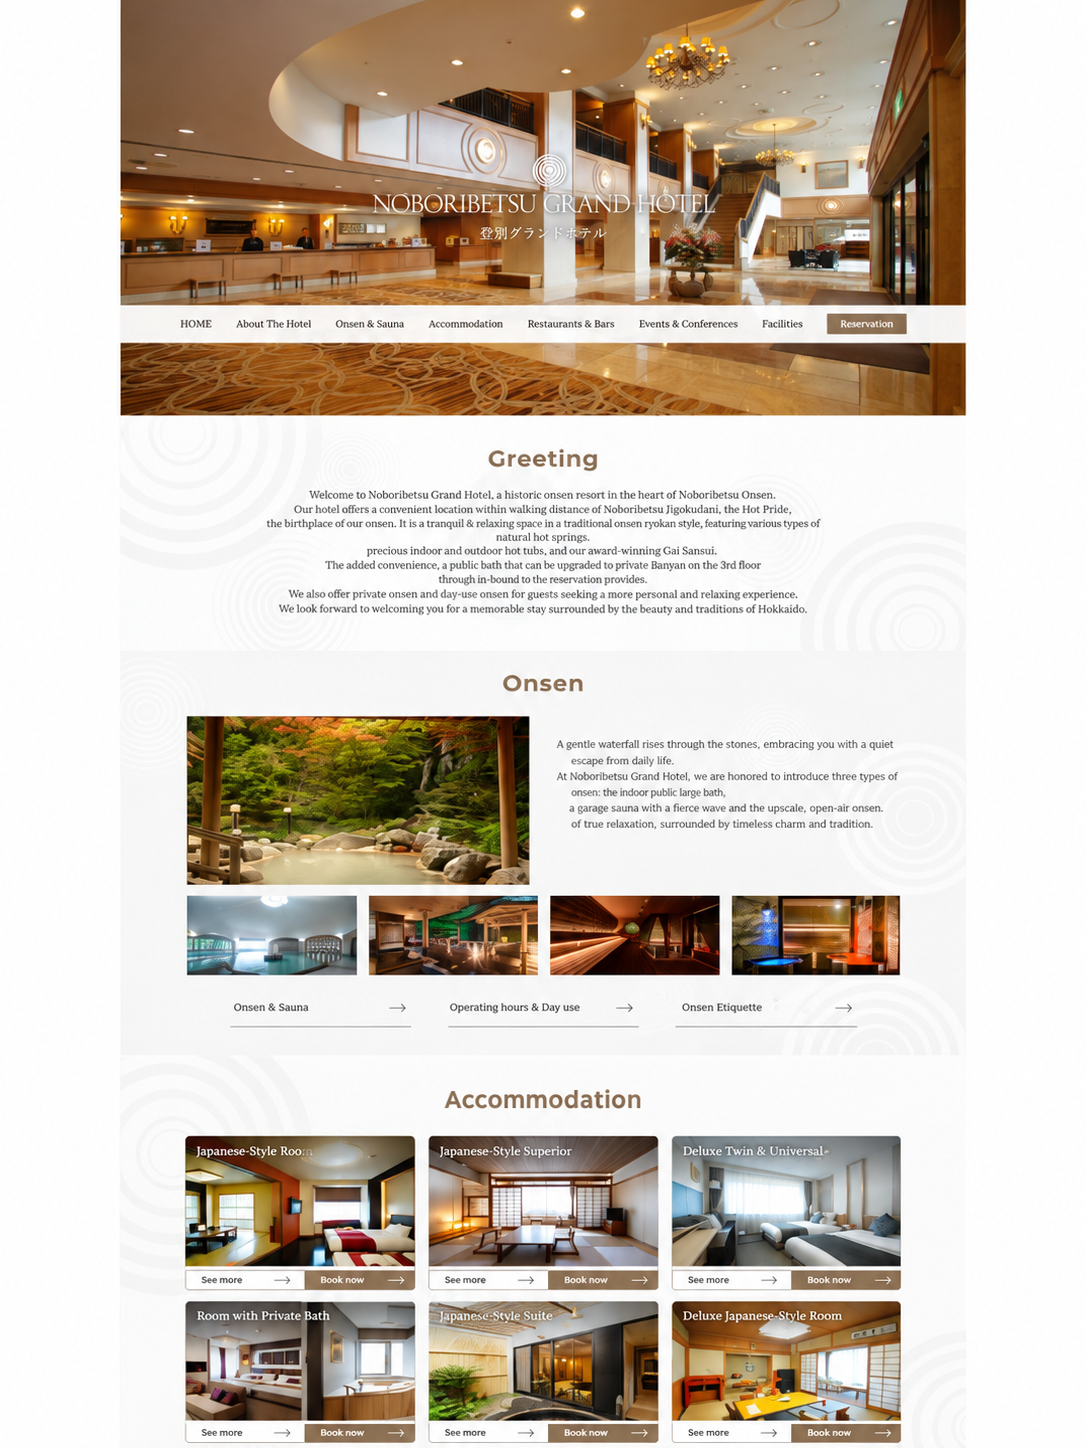 NOBORIBETSU GRAND HOTEL
登別グランドホテル
HOME About The Hotel Onsen & Sauna Accommodation Restaurants & Bars Events & Conferences Facilities Reservation
Greeting
Welcome to Noboribetsu Grand Hotel, a historic onsen resort in the heart of Noboribetsu Onsen.
Our hotel offers a convenient location within walking distance of Noboribetsu Jigokudani, the Hot Pride,
the birthplace of our onsen. It is a tranquil & relaxing space in a traditional onsen ryokan style, featuring various types of
natural hot springs.
precious indoor and outdoor hot tubs, and our award-winning Gai Sansui.
The added convenience, a public bath that can be upgraded to private Banyan on the 3rd floor
through in-bound to the reservation provides.
We also offer private onsen and day-use onsen for guests seeking a more personal and relaxing experience.
We look forward to welcoming you for a memorable stay surrounded by the beauty and traditions of Hokkaido.
Onsen
A gentle waterfall rises through the stones, embracing you with a quiet
escape from daily life.
At Noboribetsu Grand Hotel, we are honored to introduce three types of
onsen: the indoor public large bath,
a garage sauna with a fierce wave and the upscale, open-air onsen.
of true relaxation, surrounded by timeless charm and tradition.
Onsen & Sauna → Operating hours & Day use → Onsen Etiquette →
Accommodation
Japanese-Style Room Japanese-Style Superior Deluxe Twin & Universal
See more → Book now → See more → Book now → See more → Book now →
Room with Private Bath Japanese-Style Suite Deluxe Japanese-Style Room
See more → Book now → See more → Book now → See more → Book now →